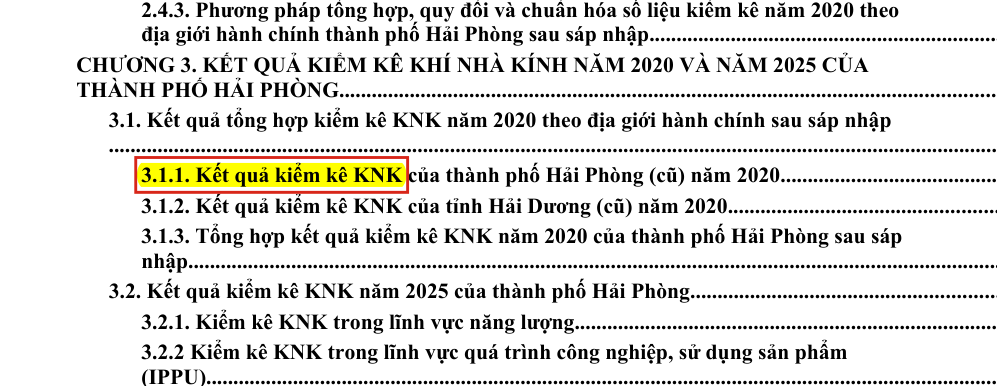 2.4.3. Phương pháp tổng hợp, quy đổi và chuẩn hóa số liệu kiểm kê năm 2020 theo
địa giới hành chính thành phố Hải Phòng sau sáp nhập................................................
CHƯƠNG 3. KẾT QUẢ KIỂM KÊ KHÍ NHÀ KÍNH NĂM 2020 VÀ NĂM 2025 CỦA
THÀNH PHỐ HẢI PHÒNG................................................
3.1. Kết quả tổng hợp kiểm kê KNK năm 2020 theo địa giới hành chính sau sáp nhập
................................................
3.1.1. Kết quả kiểm kê KNK của thành phố Hải Phòng (cũ) năm 2020................................................
3.1.2. Kết quả kiểm kê KNK của tỉnh Hải Dương (cũ) năm 2020................................................
3.1.3. Tổng hợp kết quả kiểm kê KNK năm 2020 của thành phố Hải Phòng sau sáp
nhập................................................
3.2. Kết quả kiểm kê KNK năm 2025 của thành phố Hải Phòng................................................
3.2.1. Kiểm kê KNK trong lĩnh vực năng lượng................................................
3.2.2 Kiểm kê KNK trong lĩnh vực quá trình công nghiệp, sử dụng sản phẩm
(IPPU)................................................